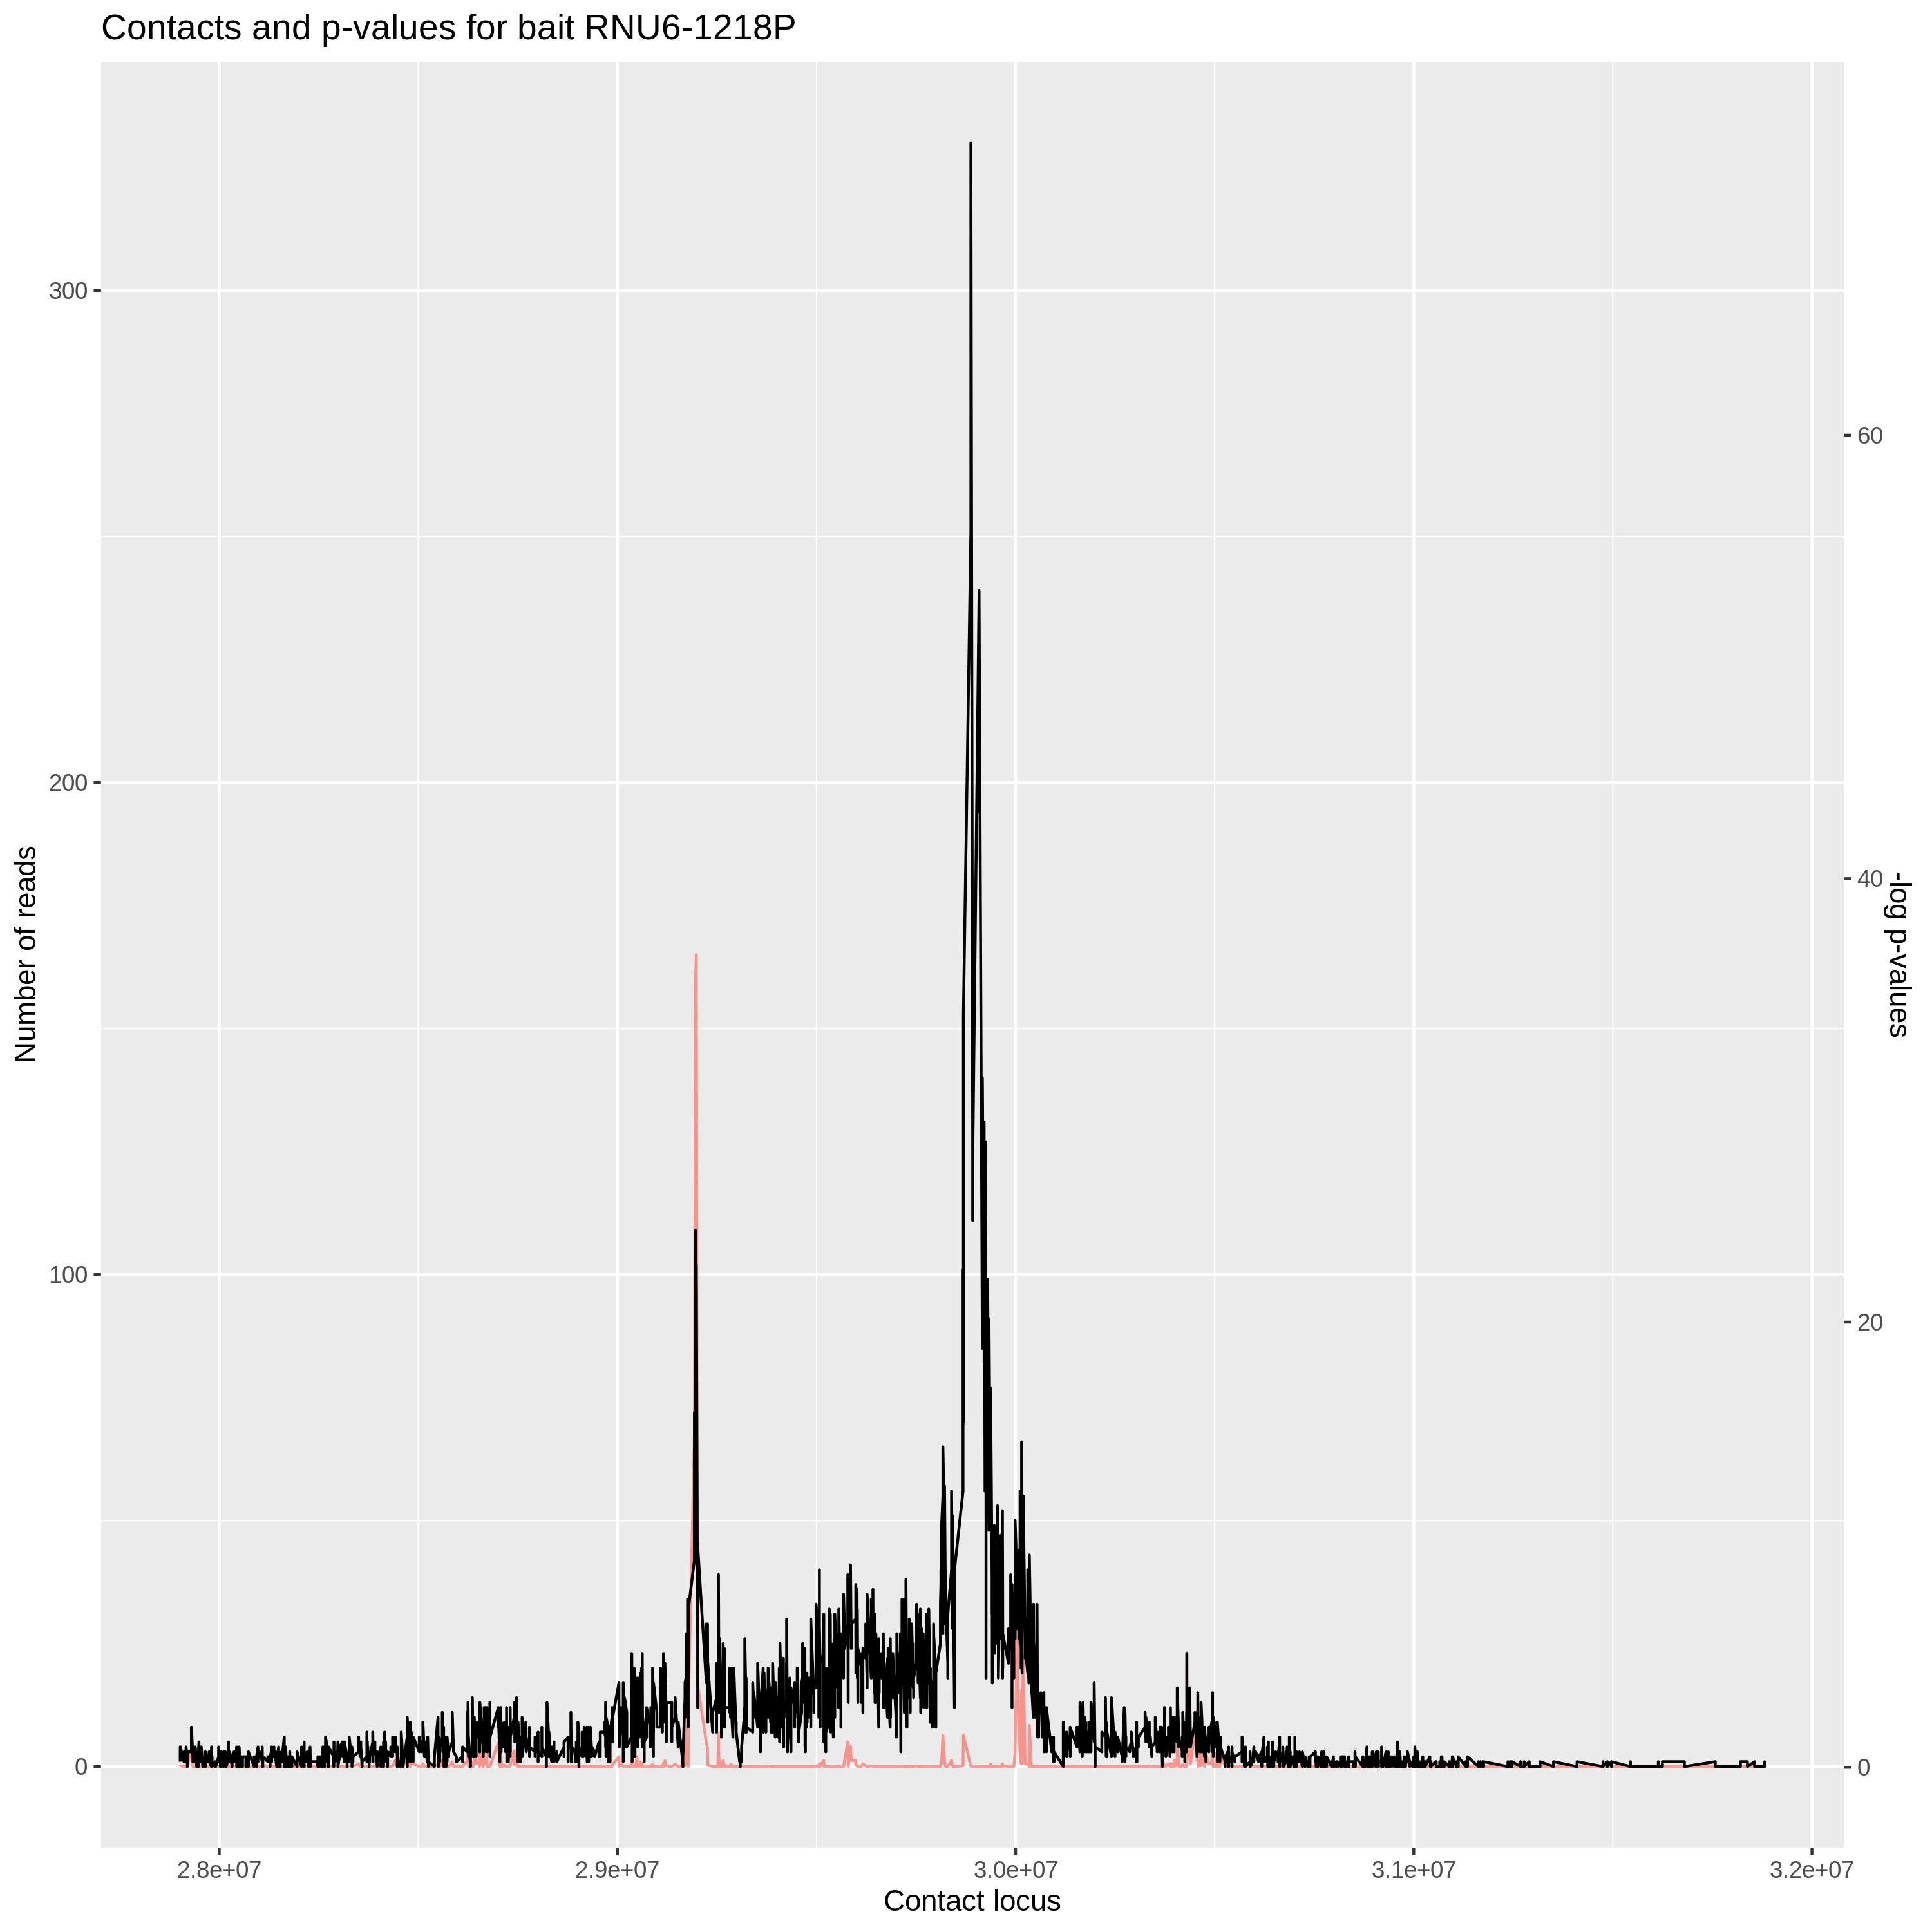 Contacts and p-values for bait RNU6-1218P
300
200
100
0
60
40
20
0
Number of reads
-log p-values
2.8e+07
2.9e+07
3.0e+07
3.1e+07
3.2e+07
Contact locus